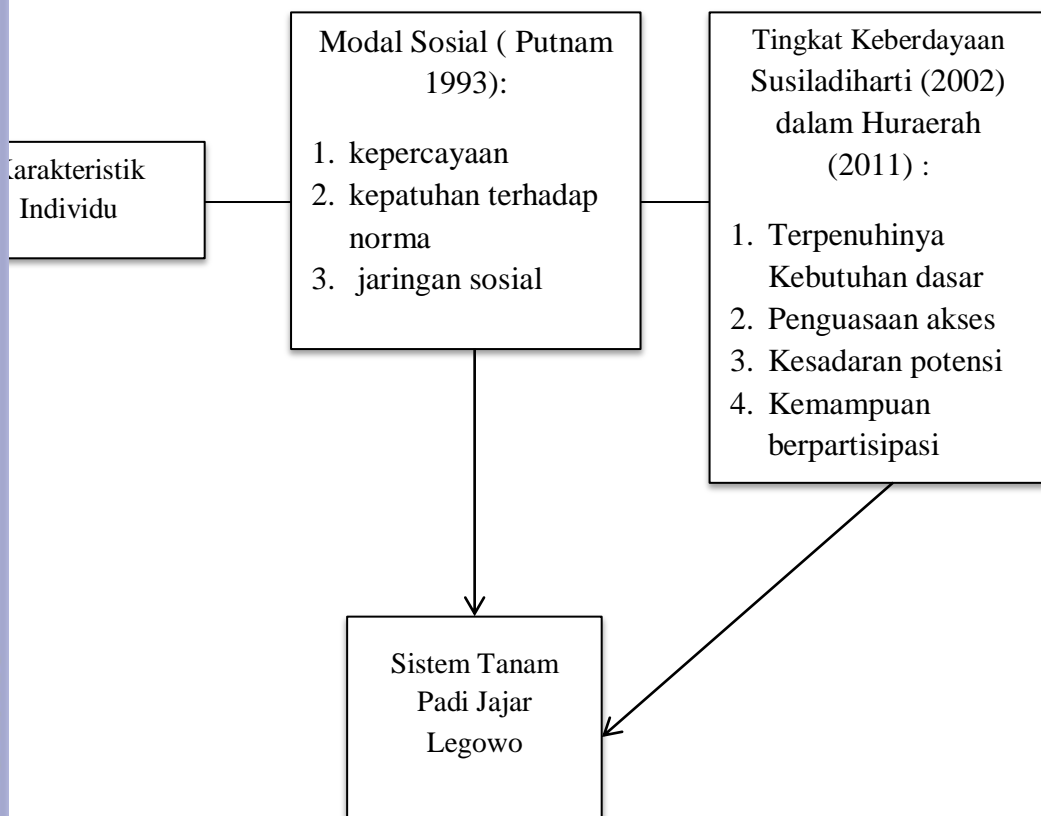 Karakteristik
Individu
Modal Sosial ( Putnam
1993):
1. kepercayaan
2. kepatuhan terhadap
norma
3. jaringan sosial
Tingkat Keberdayaan
Susiladiharti (2002)
dalam Huraerah
(2011) :
1. Terpenuhinya
Kebutuhan dasar
2. Penguasaan akses
3. Kesadaran potensi
4. Kemampuan
berpartisipasi
Sistem Tanam
Padi Jajar
Legowo